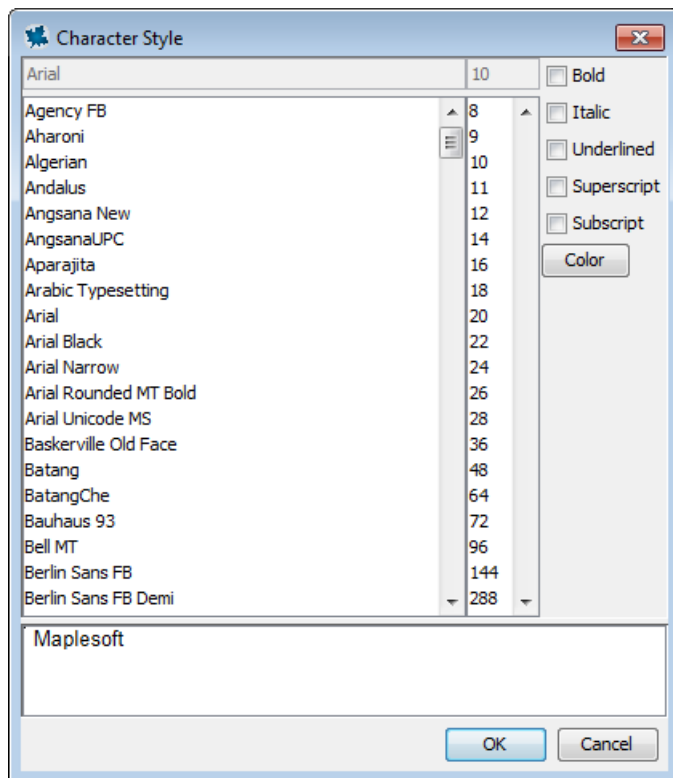 Character Style
Arial 10
Bold
Italic
Underlined
Superscript
Subscript
Color
Agency FB
Aharoni
Algerian
Andalus
Angsana New
AngsanaUPC
Aparajita
Arabic Typesetting
Arial
Arial Black
Arial Narrow
Arial Rounded MT Bold
Arial Unicode MS
Baskerville Old Face
Batang
BatangChe
Bauhaus 93
Bell MT
Berlin Sans FB
Berlin Sans FB Demi
8
9
10
11
12
14
16
18
20
22
24
26
28
36
48
64
72
96
144
288
Maplesoft
OK Cancel